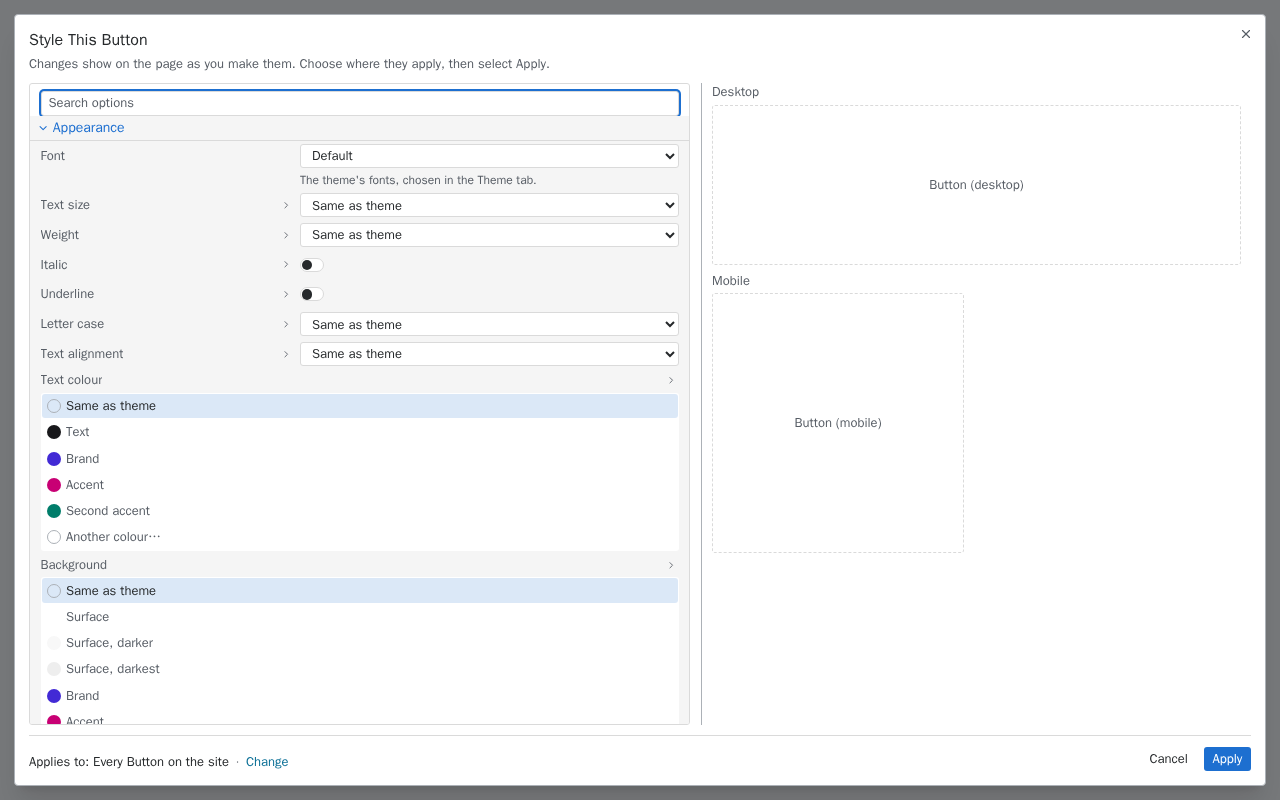 Style This Button
Changes show on the page as you make them. Choose where they apply, then select Apply.
Search options
Appearance
Font
Default
The theme's fonts, chosen in the Theme tab.
Text size
Same as theme
Weight
Same as theme
Italic
Underline
Letter case
Same as theme
Text alignment
Same as theme
Text colour
Same as theme
Text
Brand
Accent
Second accent
Another colour…
Background
Same as theme
Surface
Surface, darker
Surface, darkest
Brand
Accent
Desktop
Button (desktop)
Mobile
Button (mobile)
Applies to: Every Button on the site · Change
Cancel
Apply